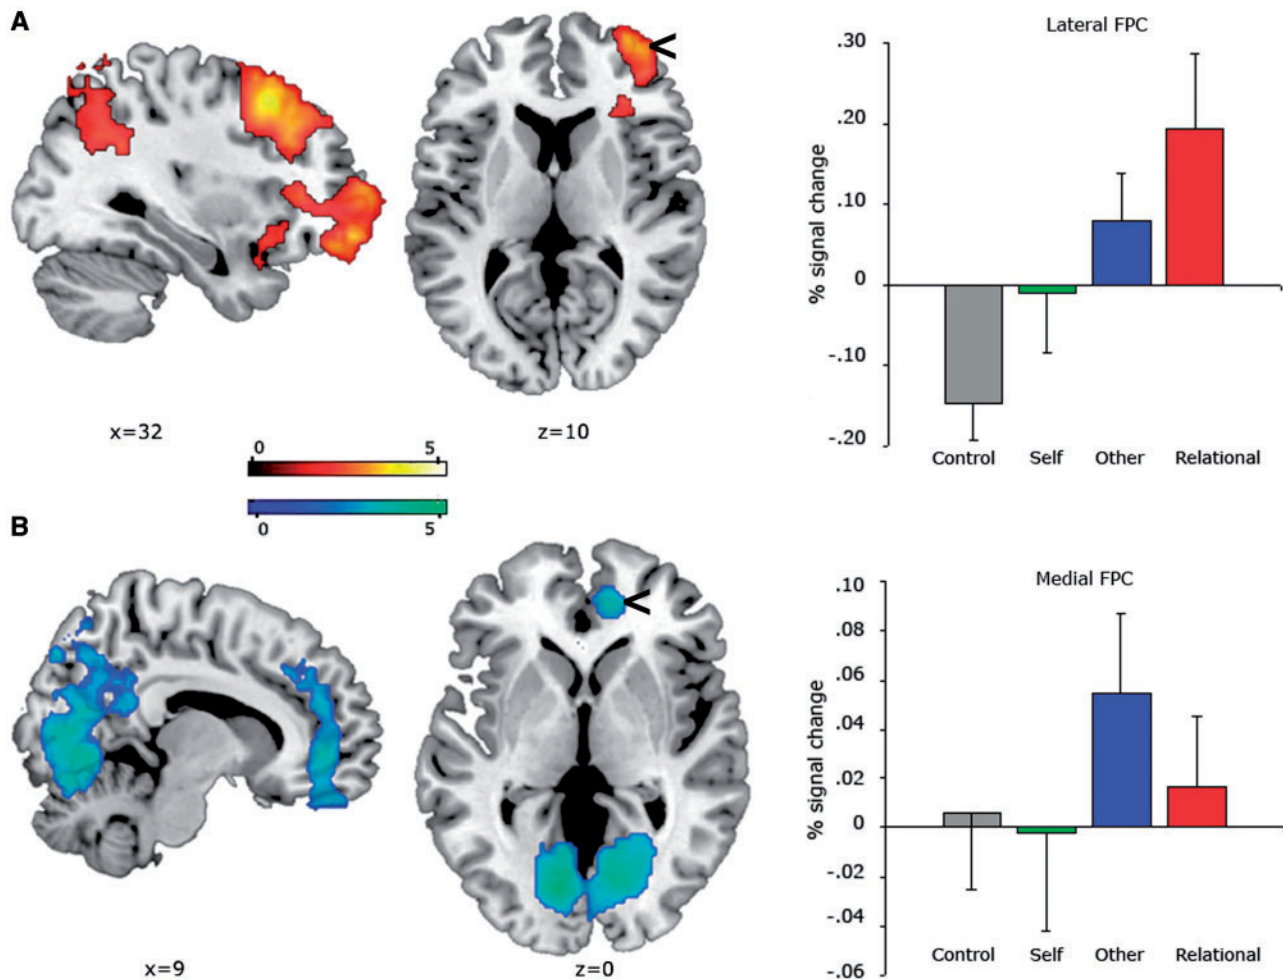 A
x=32
z=10
<
Lateral FPC
% signal change
.30
.20
.10
0
-.10
-.20
Control Self Other Relational
0 5
0 5
B
x=9
z=0
<
Medial FPC
% signal change
.10
.08
.06
.04
.02
0
-.02
-.04
-.06
Control Self Other Relational